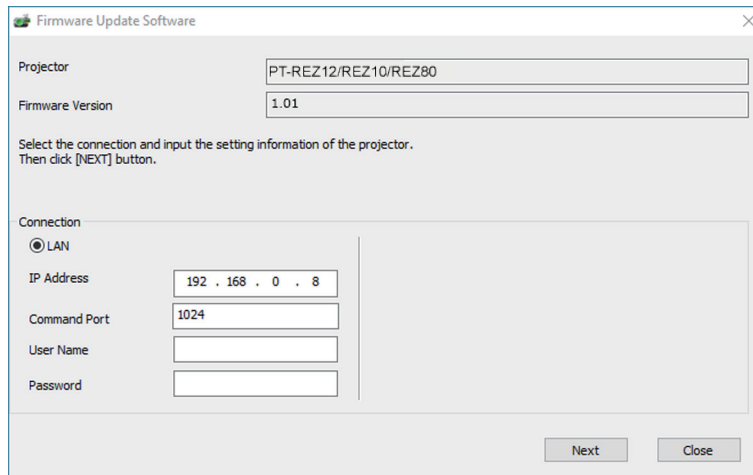 Firmware Update Software
Projector
PT-REZ12/REZ10/REZ80
Firmware Version
1.01
Select the connection and input the setting information of the projector.
Then click [NEXT] button.
Connection
LAN
IP Address
192 . 168 . 0 . 8
Command Port
1024
User Name
Password
Next
Close